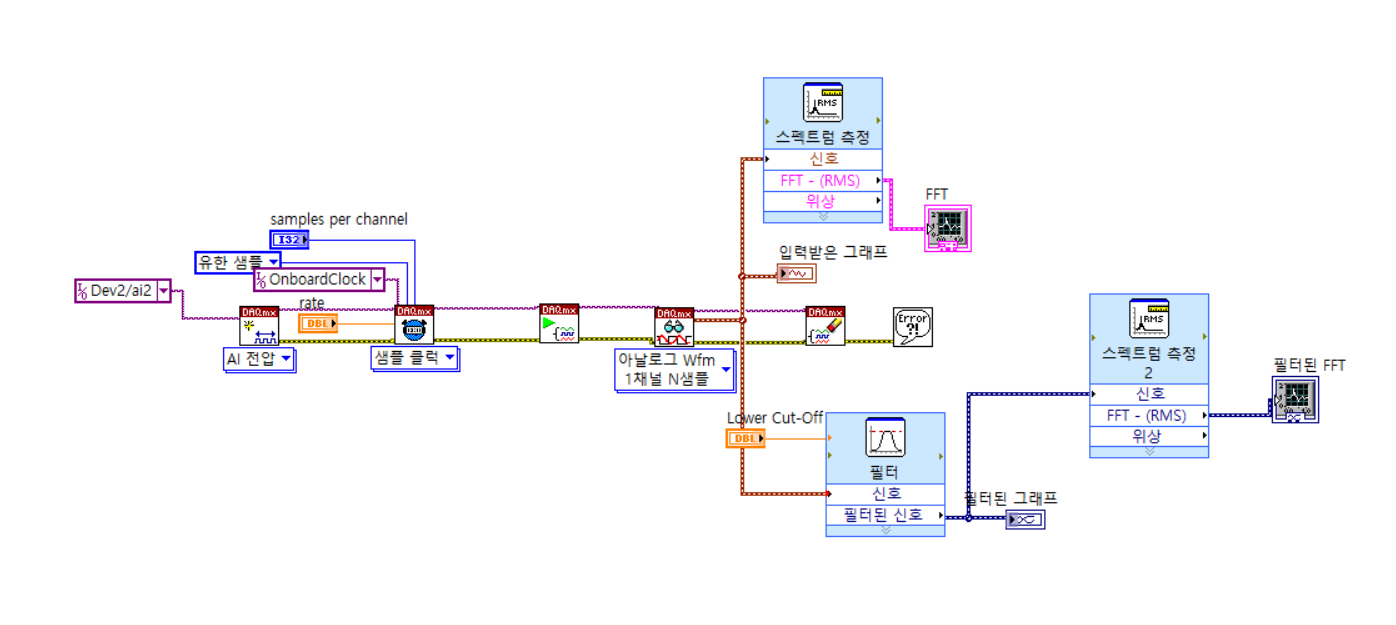 RMS
스펙트럼 측정
신호
FFT - (RMS)
위상
FFT
samples per channel
I32
유한 샘플
OnboardClock
Dev2/ai2
rate
DBL
입력받은 그래프
DAQmx
DAQmx
DAQmx
DAQmx
DAQmx
Error
?!
AI 전압
샘플 클럭
아날로그 Wfm
1채널 N샘플
RMS
스펙트럼 측정
2
신호
FFT - (RMS)
위상
필터된 FFT
Lower Cut-Off
DBL
필터
신호
필터된 신호
필터된 그래프